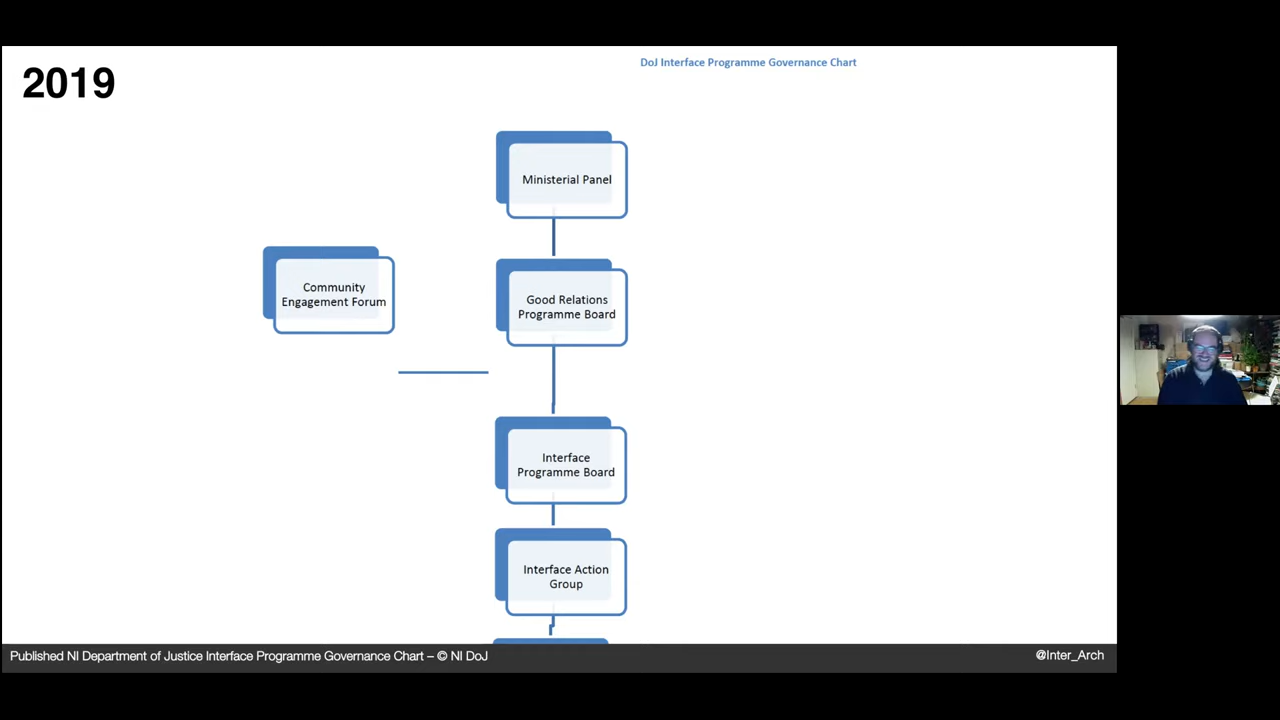 2019
DoJ Interface Programme Governance Chart
Ministerial Panel
Community
Engagement Forum
Good Relations
Programme Board
Interface
Programme Board
Interface Action
Group
Published NI Department of Justice Interface Programme Governance Chart – © NI DoJ
@Inter_Arch